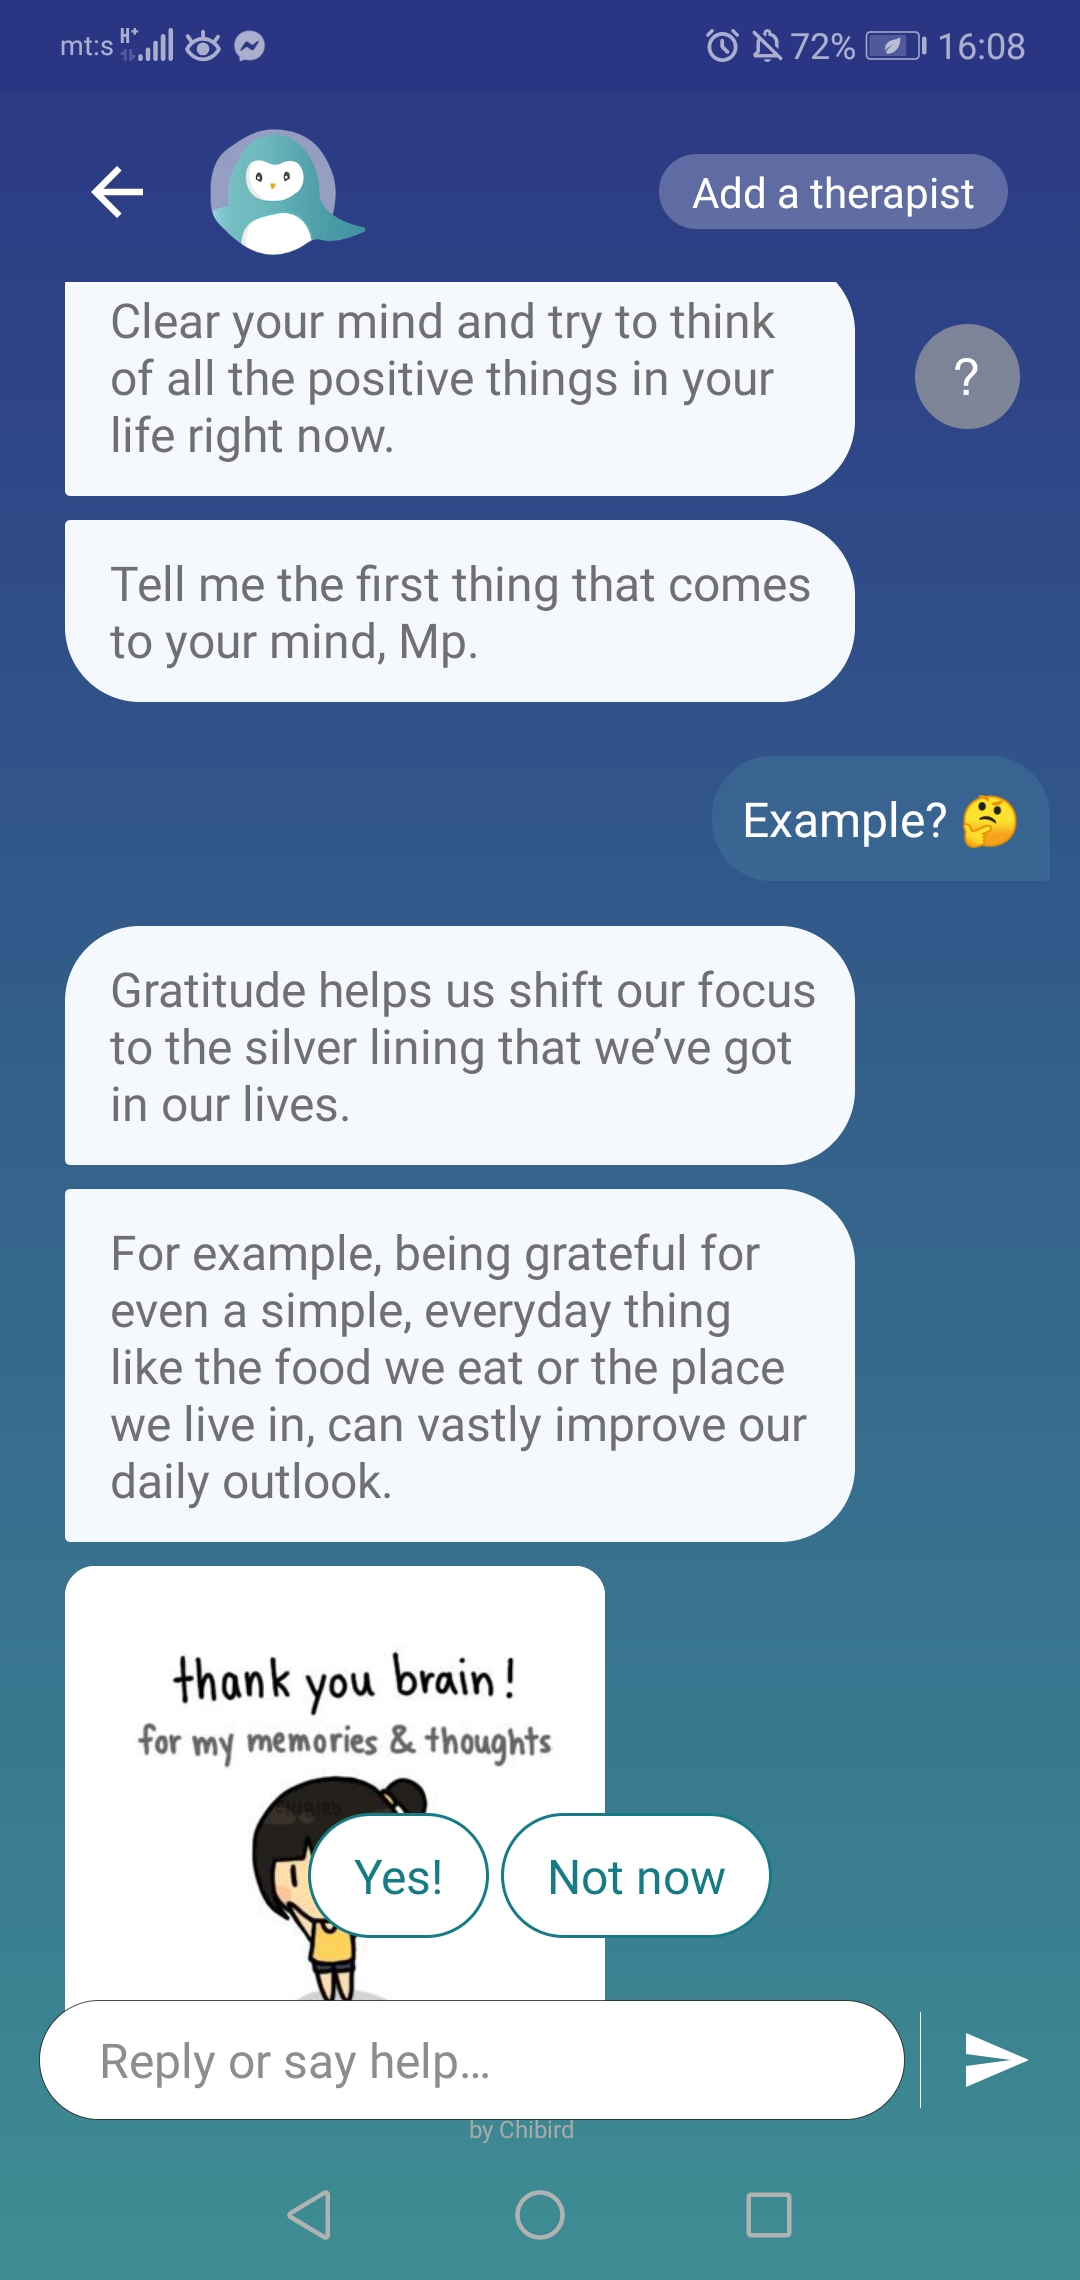 mt:s H+ 72% 16:08
Add a therapist
Clear your mind and try to think
of all the positive things in your
life right now.
?
Tell me the first thing that comes
to your mind, Mp.
Example? 🤔
Gratitude helps us shift our focus
to the silver lining that we’ve got
in our lives.
For example, being grateful for
even a simple, everyday thing
like the food we eat or the place
we live in, can vastly improve our
daily outlook.
thank you brain!
for my memories & thoughts
CHIBIRD
Yes! Not now
Reply or say help...
by Chibird